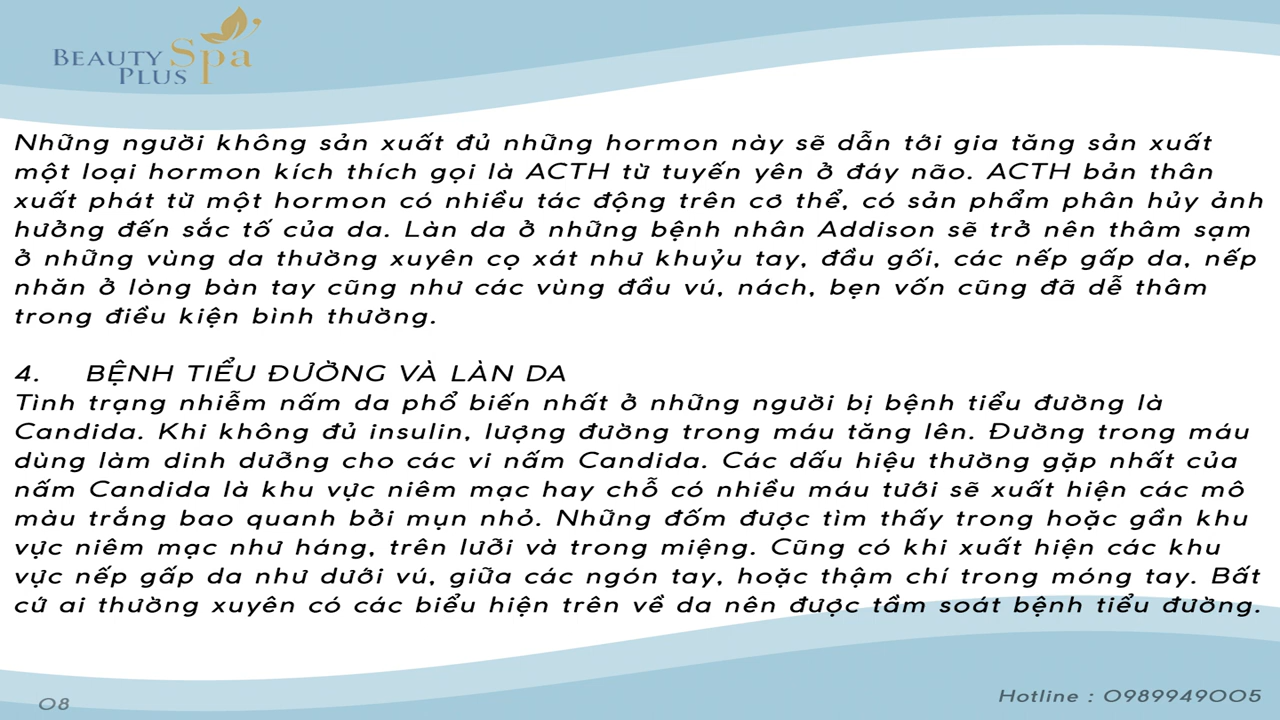 BEAUTY Spa
PLUS
Những người không sản xuất đủ những hormon này sẽ dẫn tới gia tăng sản xuất
một loại hormon kích thích gọi là ACTH từ tuyến yên ở đáy não. ACTH bản thân
xuất phát từ một hormon có nhiều tác động trên cơ thể, có sản phẩm phân hủy ảnh
hưởng đến sắc tố của da. Làn da ở những bệnh nhân Addison sẽ trở nên thâm sạm
ở những vùng da thường xuyên cọ xát như khuỷu tay, đầu gối, các nếp gấp da, nếp
nhăn ở lòng bàn tay cũng như các vùng đầu vú, nách, bẹn vốn cũng đã dễ thâm
trong điều kiện bình thường.
4. BỆNH TIỂU ĐƯỜNG VÀ LÀN DA
Tình trạng nhiễm nấm da phổ biến nhất ở những người bị bệnh tiểu đường là
Candida. Khi không đủ insulin, lượng đường trong máu tăng lên. Đường trong máu
dùng làm dinh dưỡng cho các vi nấm Candida. Các dấu hiệu thường gặp nhất của
nấm Candida là khu vực niêm mạc hay chỗ có nhiều máu tưới sẽ xuất hiện các mô
màu trắng bao quanh bởi mụn nhỏ. Những đốm được tìm thấy trong hoặc gần khu
vực niêm mạc như háng, trên lưỡi và trong miệng. Cũng có khi xuất hiện các khu
vực nếp gấp da như dưới vú, giữa các ngón tay, hoặc thậm chí trong móng tay. Bất
cứ ai thường xuyên có các biểu hiện trên về da nên được tầm soát bệnh tiểu đường.
08
Hotline : 0989949005